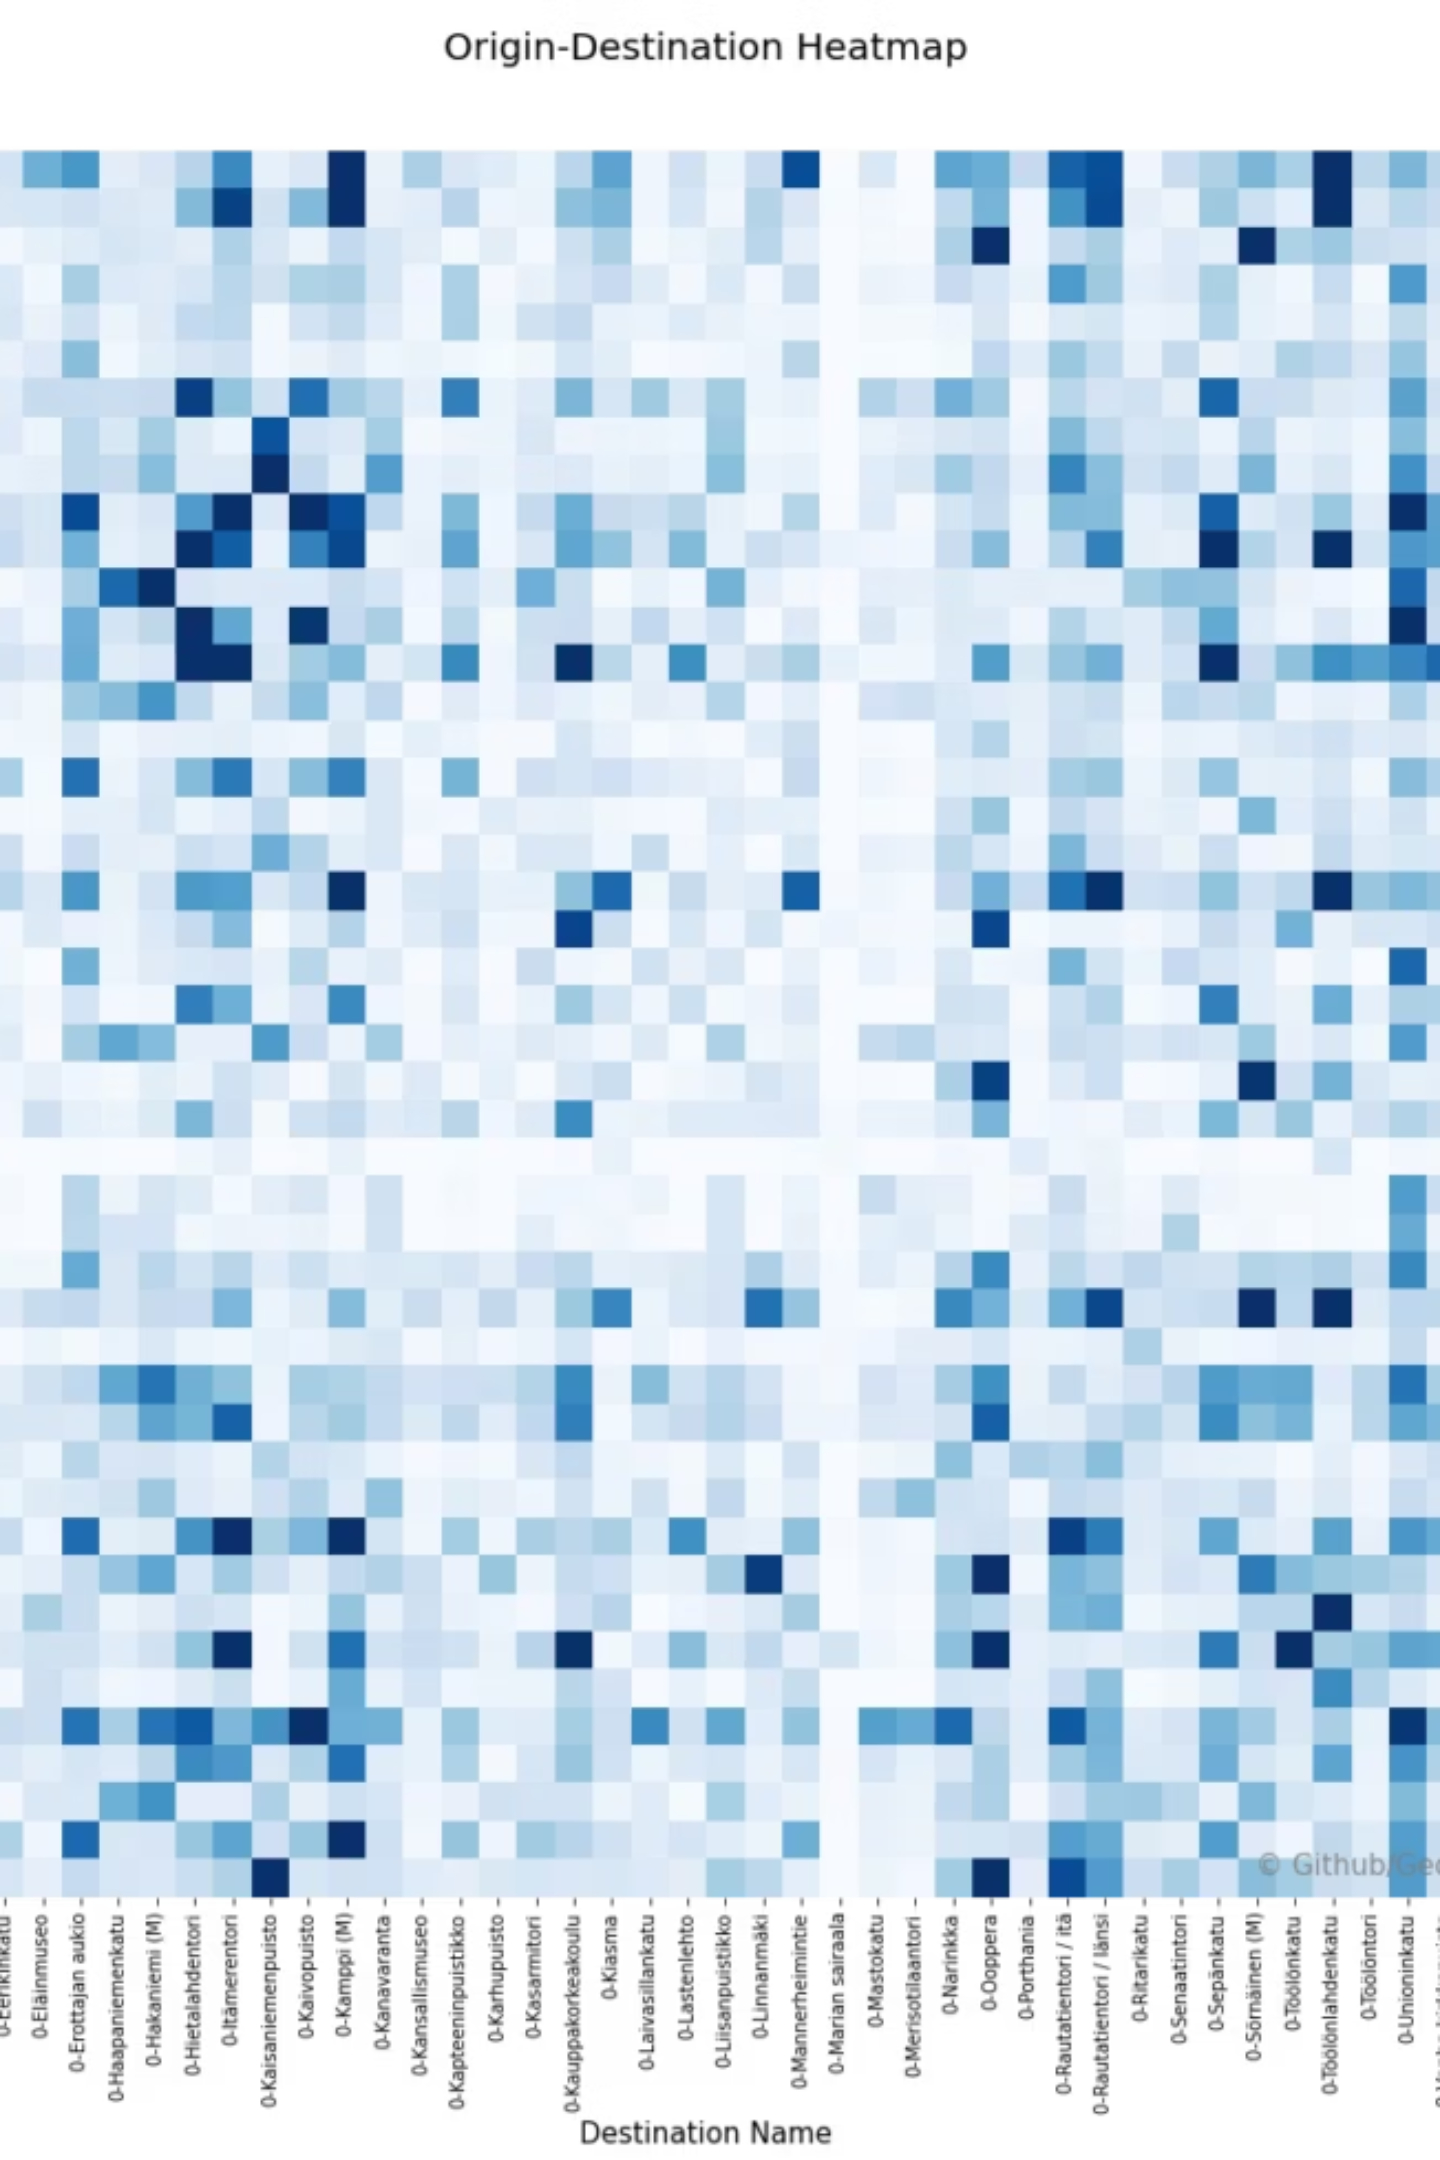 Origin-Destination Heatmap
© Github/Geo
0-Eerikinkatu
0-Eläinmuseo
0-Erottajan aukio
0-Haapaniemenkatu
0-Hakaniemi (M)
0-Hietalahdentori
0-Itämerentori
0-Kaisaniemenpuisto
0-Kaivopuisto
0-Kamppi (M)
0-Kanavaranta
0-Kansallismuseo
0-Kapteeninpuistikko
0-Karhupuisto
0-Kasarmitori
0-Kauppakorkeakoulu
0-Kiasma
0-Laivasillankatu
0-Lastenlehto
0-Liisanpuistikko
0-Linnanmäki
0-Mannerheimintie
0-Marian sairaala
0-Mastokatu
0-Merisotilaantori
0-Narinkka
0-Ooppera
0-Porthania
0-Rautatientori / itä
0-Rautatientori / länsi
0-Ritarikatu
0-Senaatintori
0-Sepänkatu
0-Sörnäinen (M)
0-Töölönkatu
0-Töölönlahdenkatu
0-Töölöntori
0-Unioninkatu
Destination Name